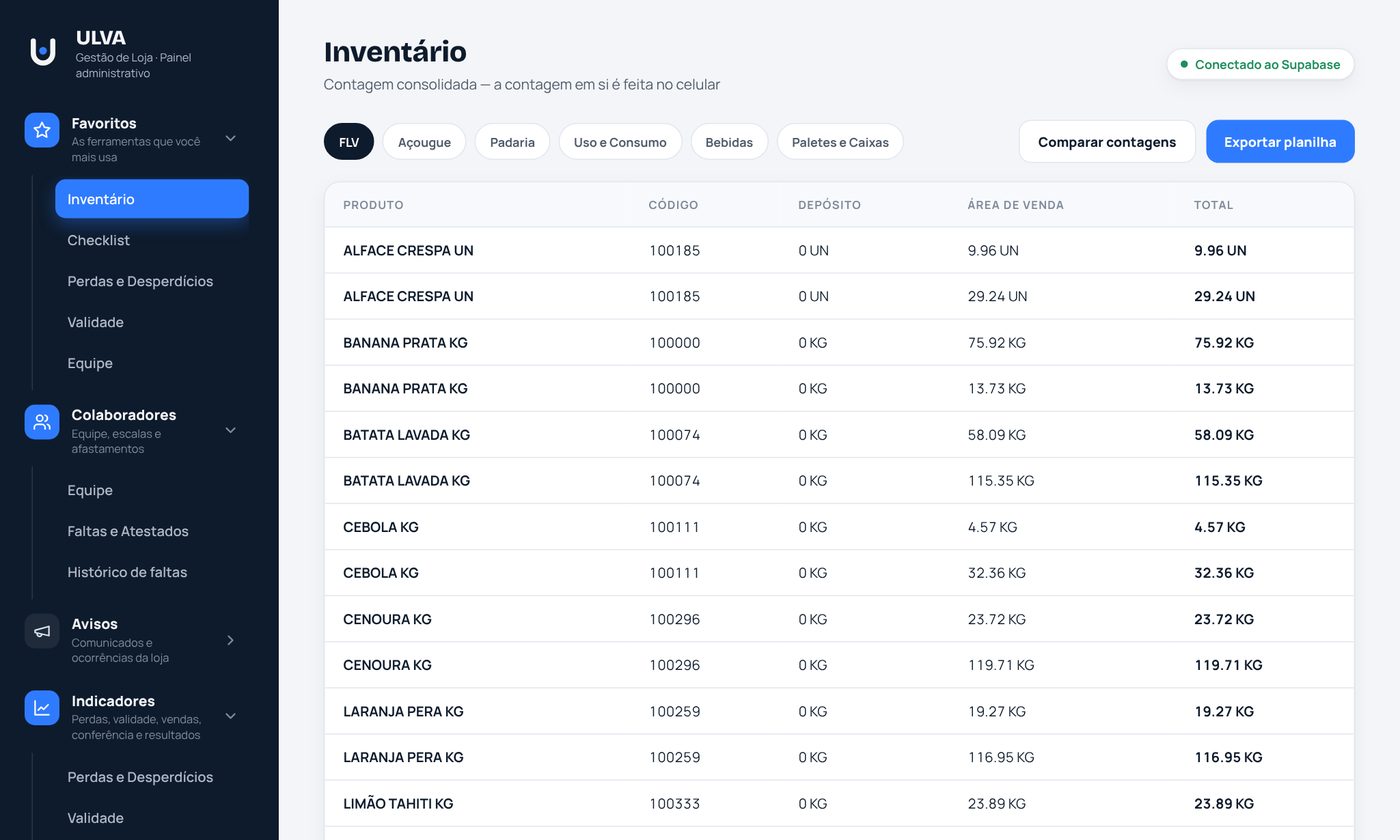 ULVA
Gestão de Loja · Painel
administrativo
Favoritos
As ferramentas que você
mais usa
Inventário
Checklist
Perdas e Desperdícios
Validade
Equipe
Colaboradores
Equipe, escalas e
afastamentos
Equipe
Faltas e Atestados
Histórico de faltas
Avisos
Comunicados e
ocorrências da loja
Indicadores
Perdas, validade, vendas,
conferência e resultados
Perdas e Desperdícios
Validade
Inventário
Contagem consolidada — a contagem em si é feita no celular
Conectado ao Supabase
FLV Açougue Padaria Uso e Consumo Bebidas Paletes e Caixas Comparar contagens Exportar planilha
PRODUTO CÓDIGO DEPÓSITO ÁREA DE VENDA TOTAL
ALFACE CRESPA UN 100185 0 UN 9.96 UN 9.96 UN
ALFACE CRESPA UN 100185 0 UN 29.24 UN 29.24 UN
BANANA PRATA KG 100000 0 KG 75.92 KG 75.92 KG
BANANA PRATA KG 100000 0 KG 13.73 KG 13.73 KG
BATATA LAVADA KG 100074 0 KG 58.09 KG 58.09 KG
BATATA LAVADA KG 100074 0 KG 115.35 KG 115.35 KG
CEBOLA KG 100111 0 KG 4.57 KG 4.57 KG
CEBOLA KG 100111 0 KG 32.36 KG 32.36 KG
CENOURA KG 100296 0 KG 23.72 KG 23.72 KG
CENOURA KG 100296 0 KG 119.71 KG 119.71 KG
LARANJA PERA KG 100259 0 KG 19.27 KG 19.27 KG
LARANJA PERA KG 100259 0 KG 116.95 KG 116.95 KG
LIMÃO TAHITI KG 100333 0 KG 23.89 KG 23.89 KG